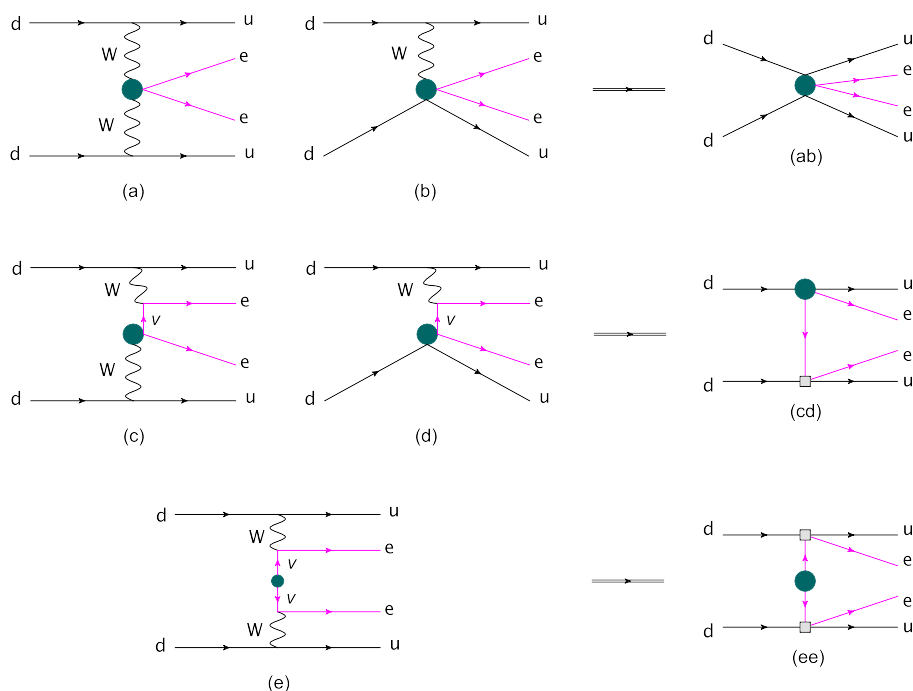 d u d u d u
W e W e e
e
W e e
d u d u d u
(a) (b) (ab)
d u d u d u
W e W e e
ν ν
W e e e
d u d u d u
(c) (d) (cd)
d u d u
W e e
ν
ν e
W e
d u d u
(e) (ee)